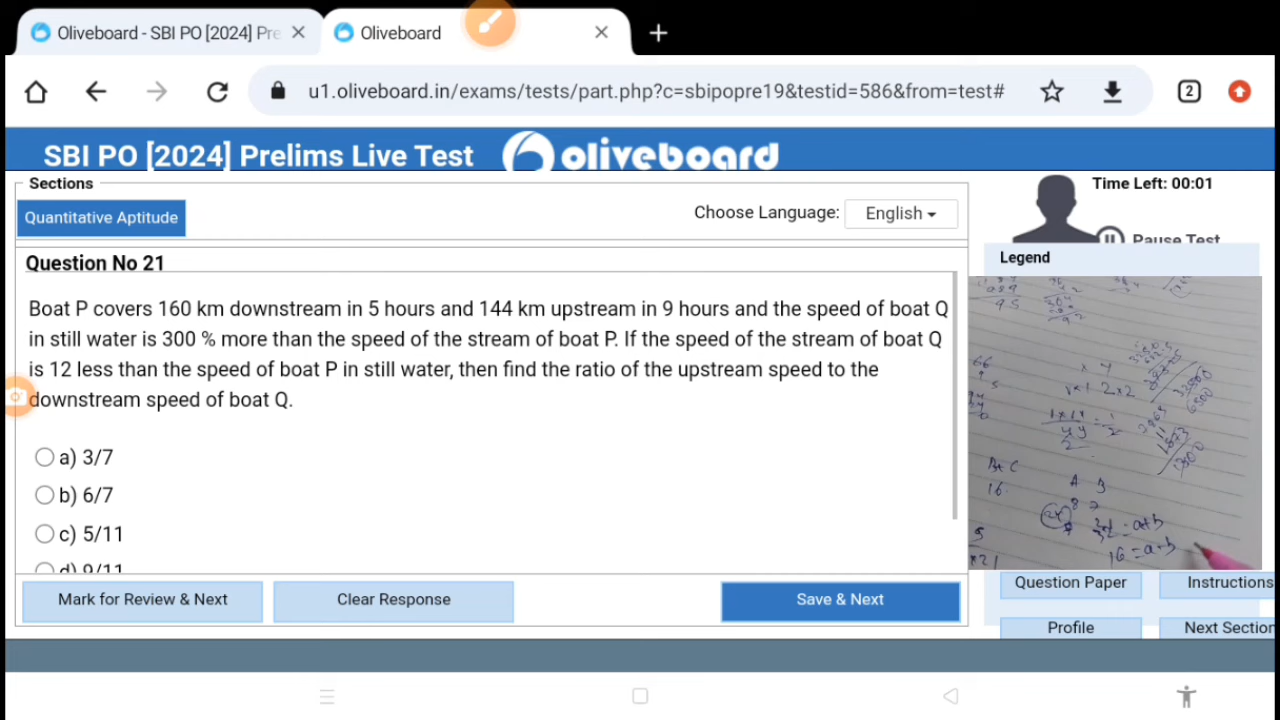 Oliveboard - SBI PO [2024] Pre
Oliveboard
u1.oliveboard.in/exams/tests/part.php?c=sbipopre19&testid=586&from=test#
2
SBI PO [2024] Prelims Live Test
oliveboard
Sections
Quantitative Aptitude
Choose Language:
English
Time Left: 00:01
Pause Test
Legend
Question No 21
Boat P covers 160 km downstream in 5 hours and 144 km upstream in 9 hours and the speed of boat Q
in still water is 300 % more than the speed of the stream of boat P. If the speed of the stream of boat Q
is 12 less than the speed of boat P in still water, then find the ratio of the upstream speed to the
downstream speed of boat Q.
a) 3/7
b) 6/7
c) 5/11
d) 9/11
B+C
16
A B
16 = a+b
Mark for Review & Next
Clear Response
Save & Next
Question Paper
Instructions
Profile
Next Section